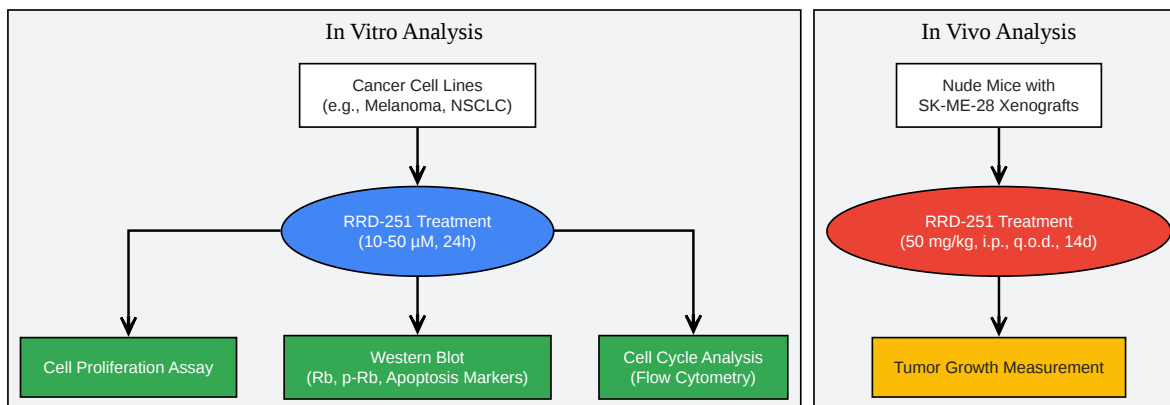 In Vitro Analysis
Cancer Cell Lines
(e.g., Melanoma, NSCLC)
RRD-251 Treatment
(10-50 µM, 24h)
Cell Proliferation Assay
Western Blot
(Rb, p-Rb, Apoptosis Markers)
Cell Cycle Analysis
(Flow Cytometry)
In Vivo Analysis
Nude Mice with
SK-ME-28 Xenografts
RRD-251 Treatment
(50 mg/kg, i.p., q.o.d., 14d)
Tumor Growth Measurement